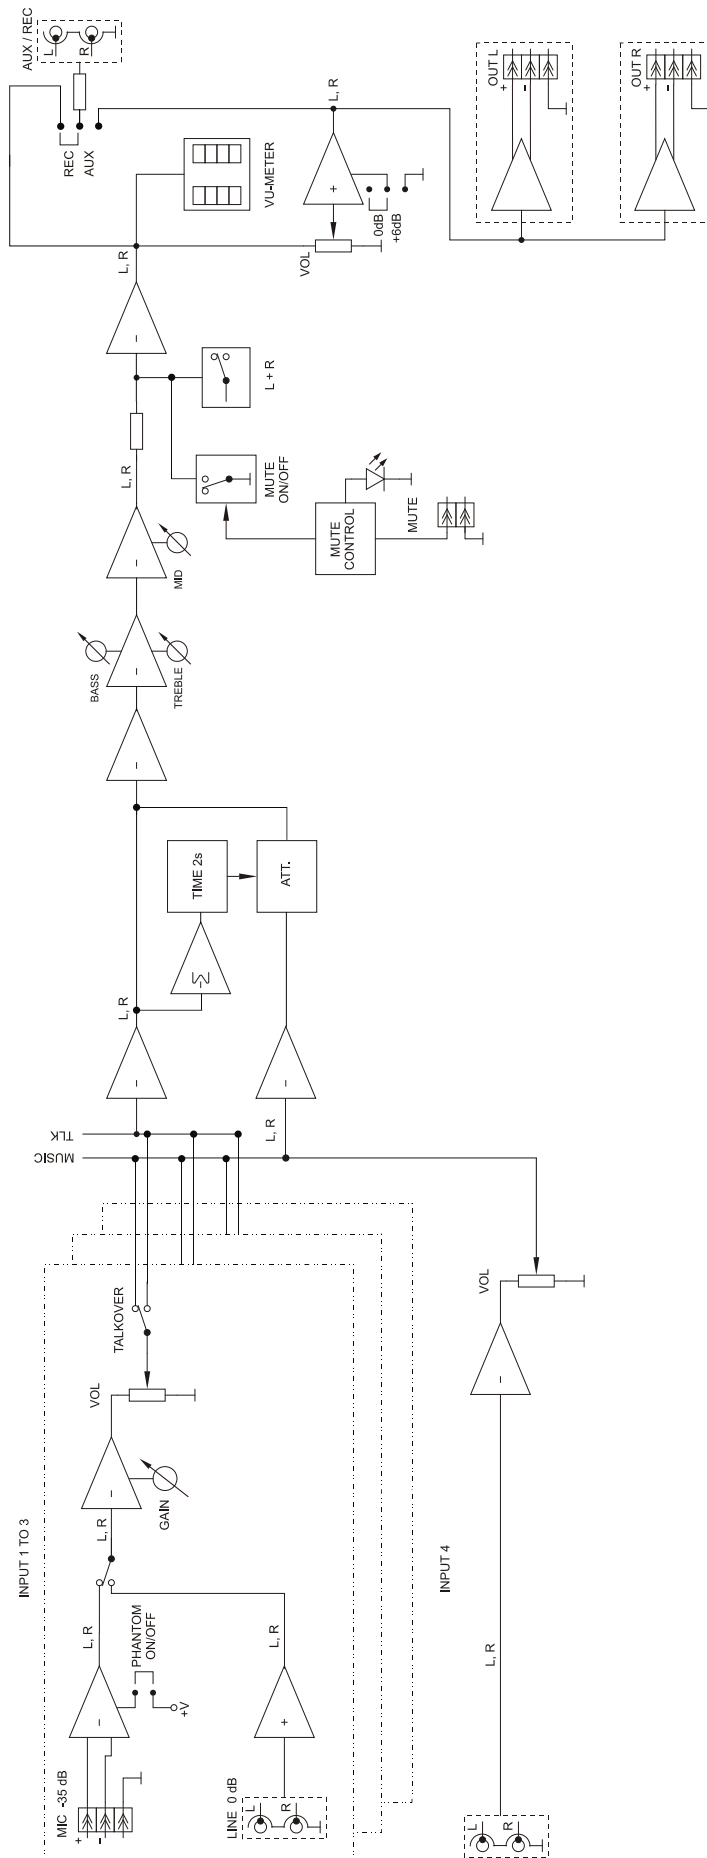 AUX / REC
L
R
REC
AUX
L, R
VU-METER
+
0dB
+6dB
VOL
OUT L
+
-
OUT R
+
-
L, R
-
L + R
MUTE
ON/OFF
L, R
MUTE
CONTROL
MUTE
-
MID
BASS
-
TREBLE
-
TIME 2s
ATT.
Σ
-
L, R
-
-
L, R
TLK
MUSIC
TALKOVER
VOL
-
GAIN
L, R
INPUT 1 TO 3
L, R
-
PHANTOM
ON/OFF
+V
MIC -35 dB
+
-
L, R
+
LINE 0 dB
L
R
VOL
-
INPUT 4
L, R
L
R